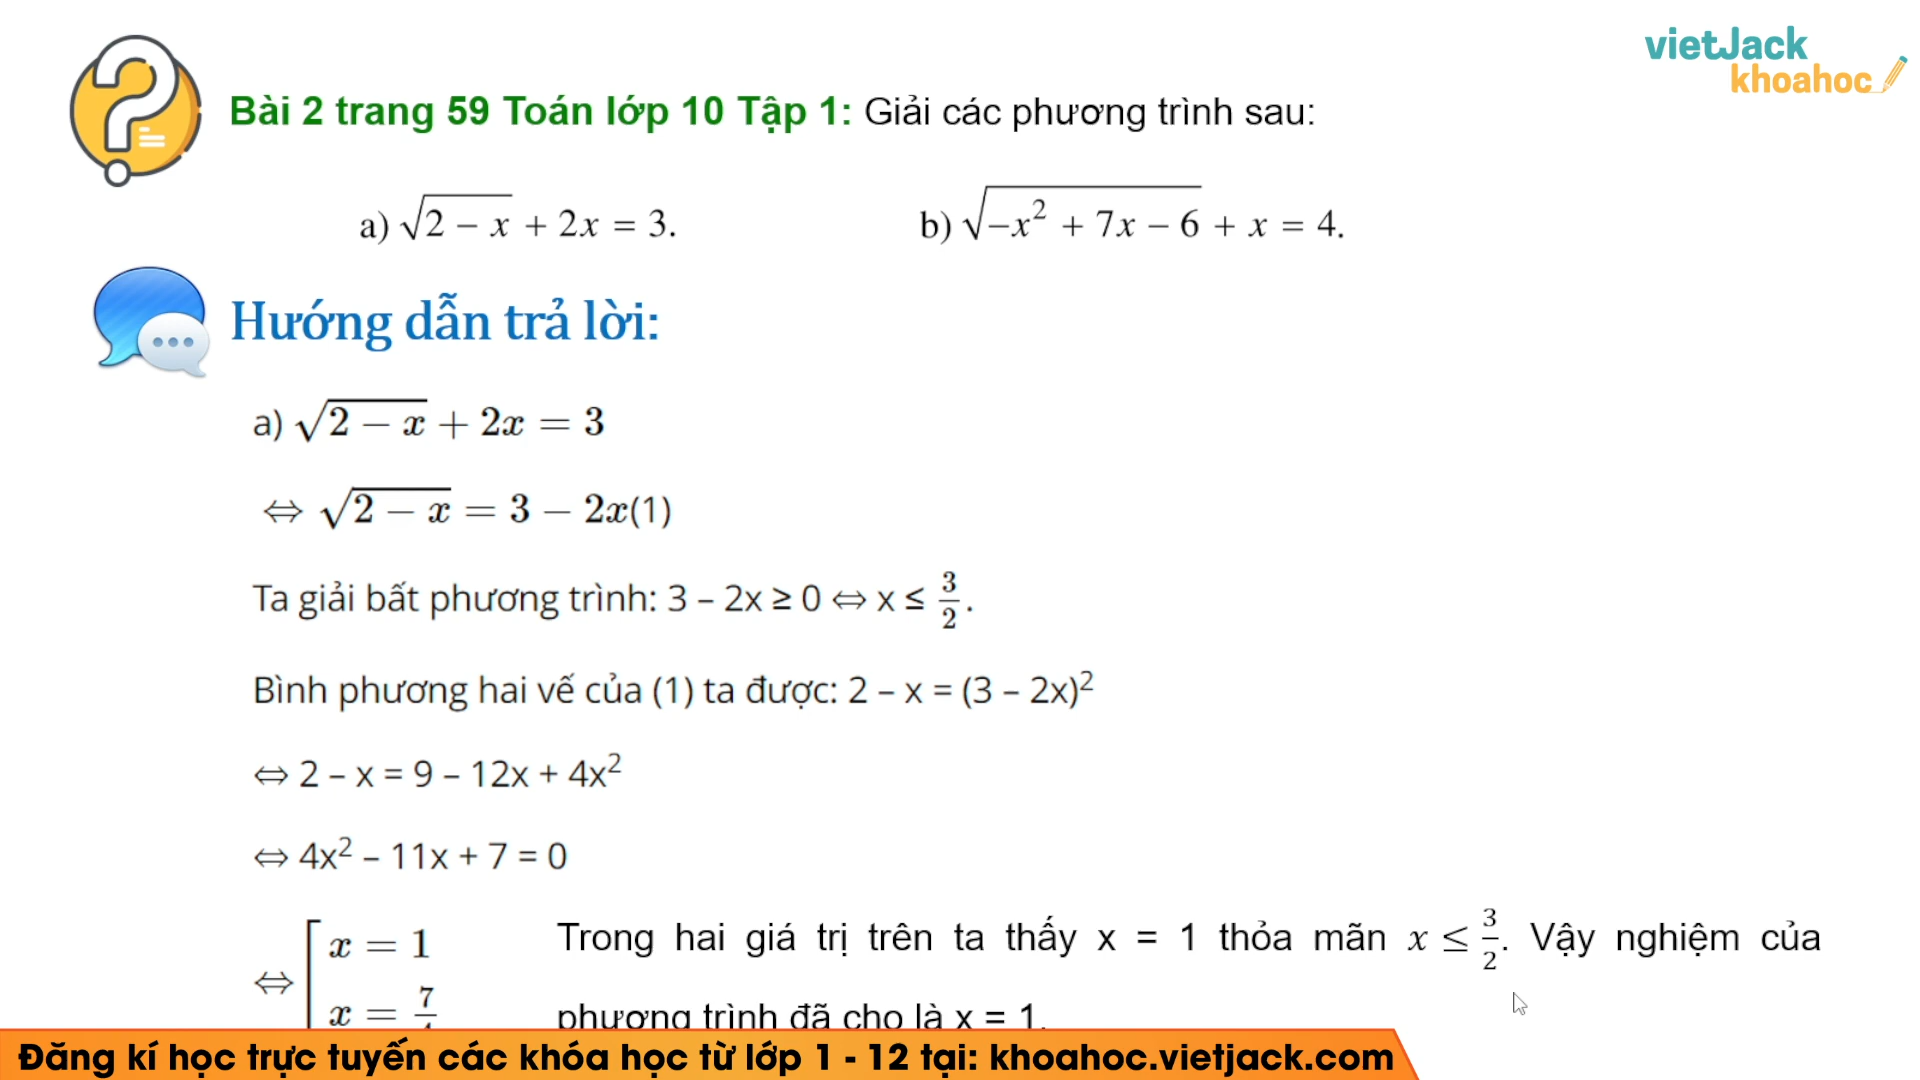 vietJack
khoahoc
Bài 2 trang 59 Toán lớp 10 Tập 1: Giải các phương trình sau:
a) √(2 − x) + 2x = 3. b) √(−x² + 7x − 6) + x = 4.
Hướng dẫn trả lời:
a) √(2 − x) + 2x = 3
⇔ √(2 − x) = 3 − 2x(1)
Ta giải bất phương trình: 3 – 2x ≥ 0 ⇔ x ≤ 3/2.
Bình phương hai vế của (1) ta được: 2 – x = (3 – 2x)²
⇔ 2 – x = 9 – 12x + 4x²
⇔ 4x² – 11x + 7 = 0
⇔ [ x = 1
x = 7/4
Trong hai giá trị trên ta thấy x = 1 thỏa mãn x ≤ 3/2. Vậy nghiệm của
phương trình đã cho là x = 1.
Đăng kí học trực tuyến các khóa học từ lớp 1 - 12 tại: khoahoc.vietjack.com